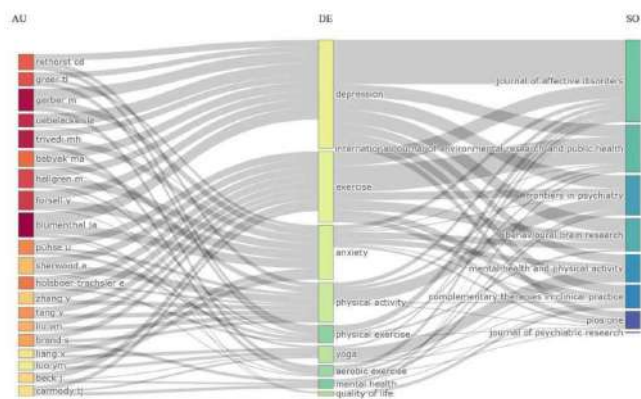 AU
DE
SO
rethorst cd
greer tl
gerber m
uebelacker la
trivedi mh
babyak ma
hallgren m
forsell y
blumenthal ja
puhse u
sherwood a
holsboer-trachsler e
zhang y
tang y
liu ym
brand s
liang x
luo ym
beck j
carmody tj
depression
exercise
anxiety
physical activity
physical exercise
yoga
aerobic exercise
mental health
quality of life
journal of affective disorders
international journal of environmental research and public health
frontiers in psychiatry
behavioural brain research
mental health and physical activity
complementary therapies in clinical practice
plos one
journal of psychiatric research